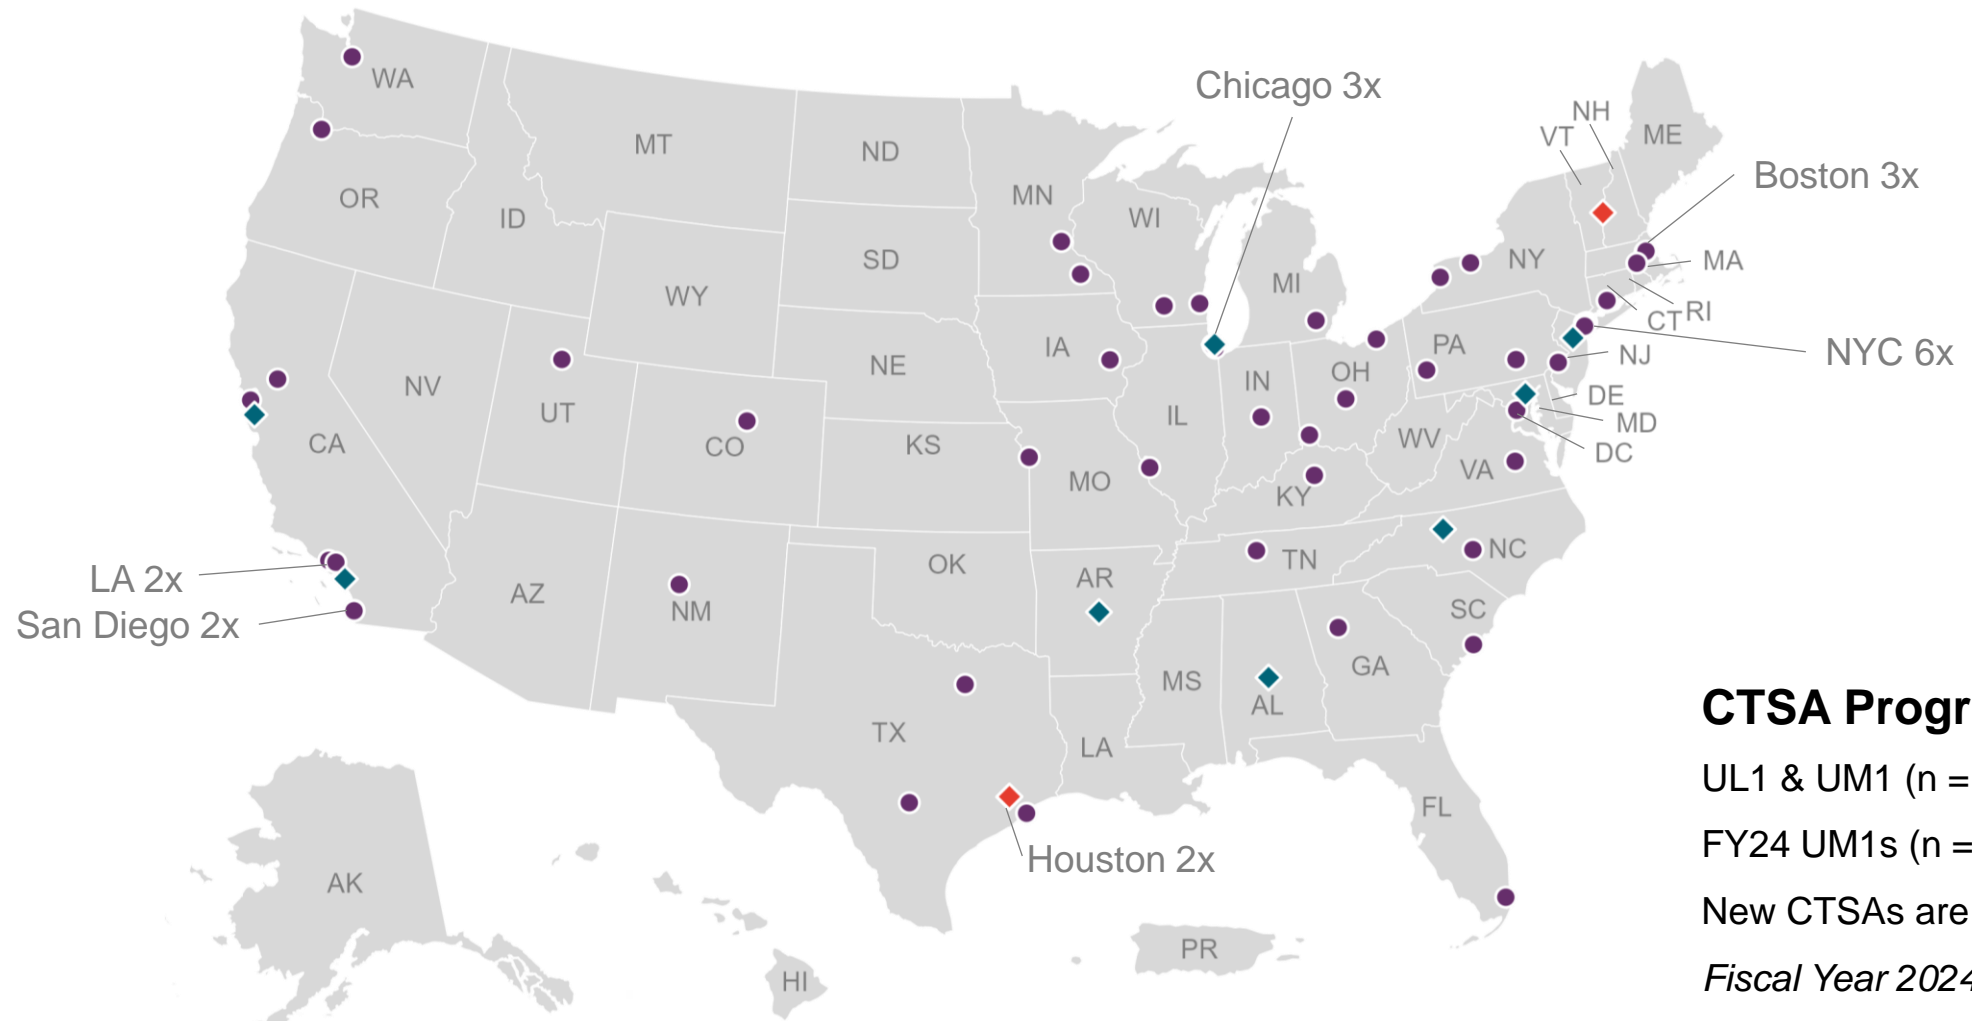 WA
Chicago 3x
NH
VT
ME
MT
ND
OR
ID
MN
WI
Boston 3x
SD
NY
MA
WY
MI
RI
CT
IA
PA
NJ
NYC 6x
NE
OH
NV
IN
DE
UT
IL
MD
CA
CO
KS
WV
DC
MO
VA
KY
NC
OK
TN
LA 2x
AZ
AR
NM
SC
San Diego 2x
GA
MS
AL
TX
LA
FL
Houston 2x
AK
PR
HI
CTSA Progr
UL1 & UM1 (n =
FY24 UM1s (n =
New CTSAs are
Fiscal Year 2024